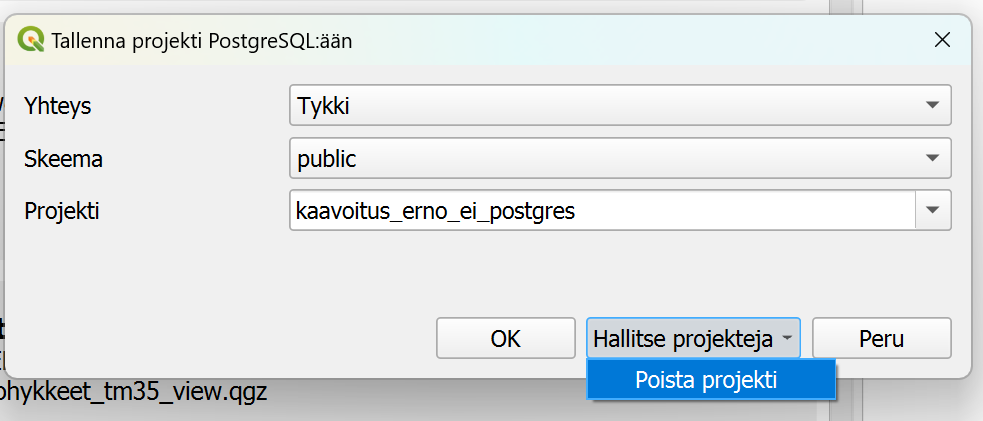 Tallenna projekti PostgreSQL:ään
Yhteys
Tykki
Skeema
public
Projekti
kaavoitus_erno_ei_postgres
OK
Hallitse projekteja
Peru
Poista projekti
ohykkeet_tm35_view.qgz